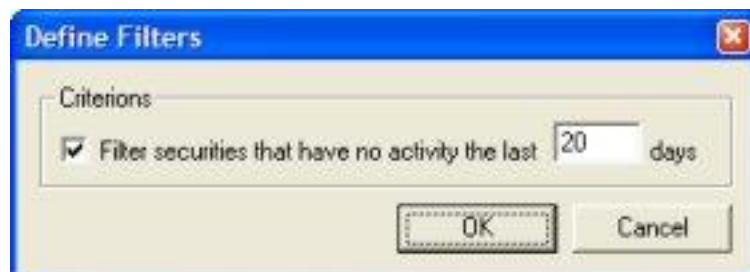 Define Filters
Criterions
Filter securities that have no activity the last 20 days
OK Cancel